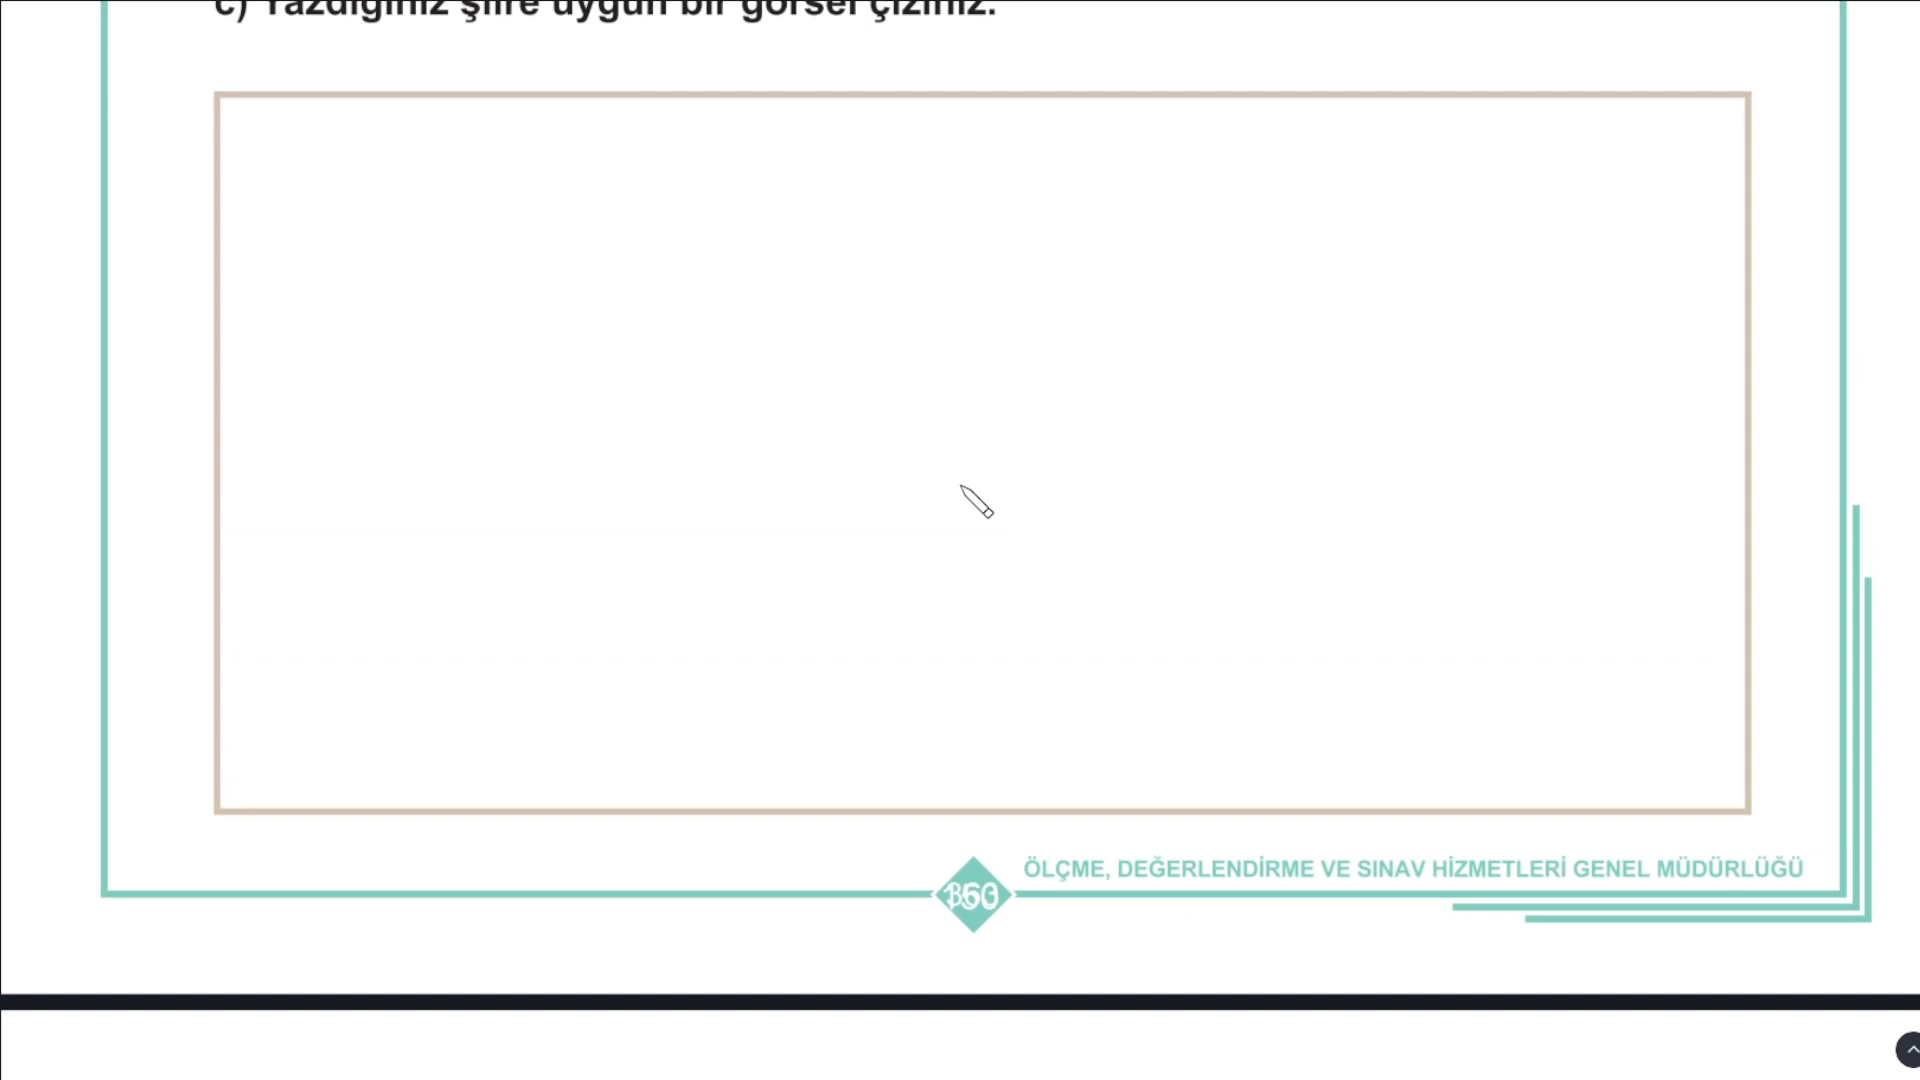 c) Yazdığınız şiire uygun bir görsel çiziniz.
ÖLÇME, DEĞERLENDİRME VE SINAV HİZMETLERİ GENEL MÜDÜRLÜĞÜ